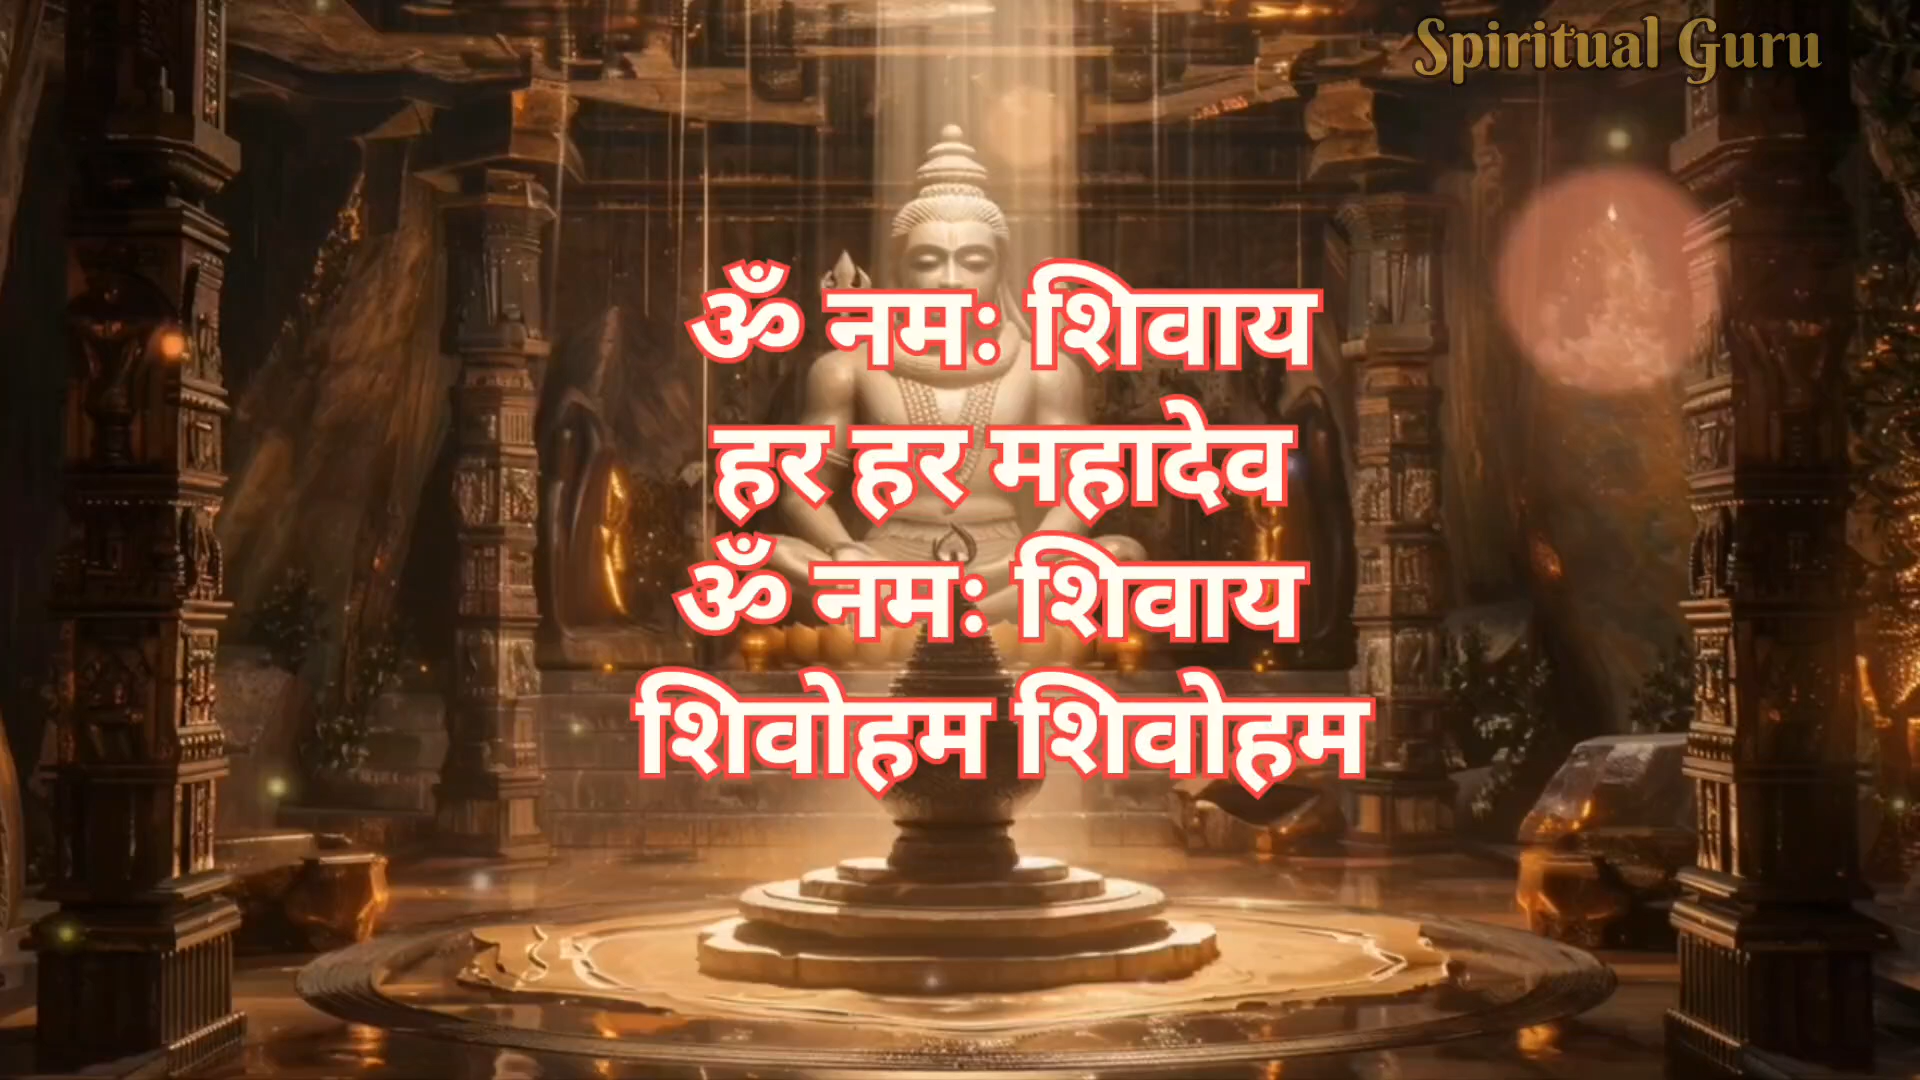 Spiritual Guru
ॐ नमः शिवाय
हर हर महादेव
ॐ नमः शिवाय
शिवोहम शिवोहम